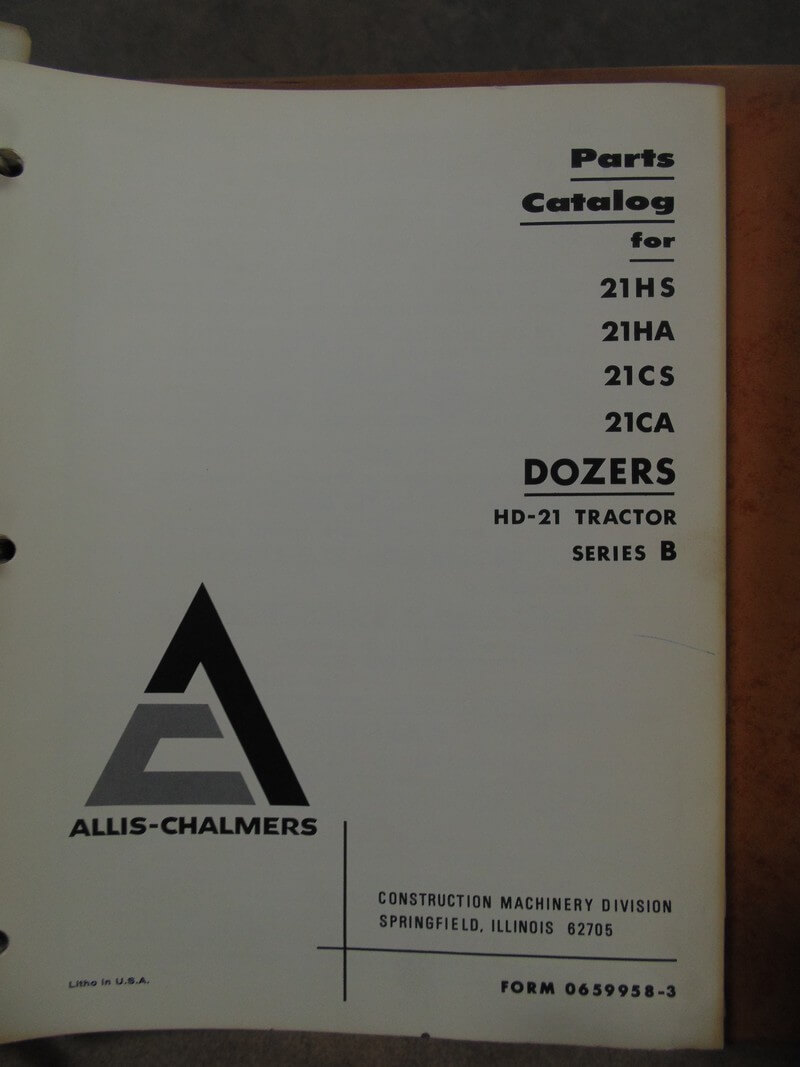 Parts
Catalog
for
21HS
21HA
21CS
21CA
DOZERS
HD-21 TRACTOR
SERIES B
ALLIS-CHALMERS
CONSTRUCTION MACHINERY DIVISION
SPRINGFIELD, ILLINOIS 62705
Litho in U.S.A.
FORM 0659958-3